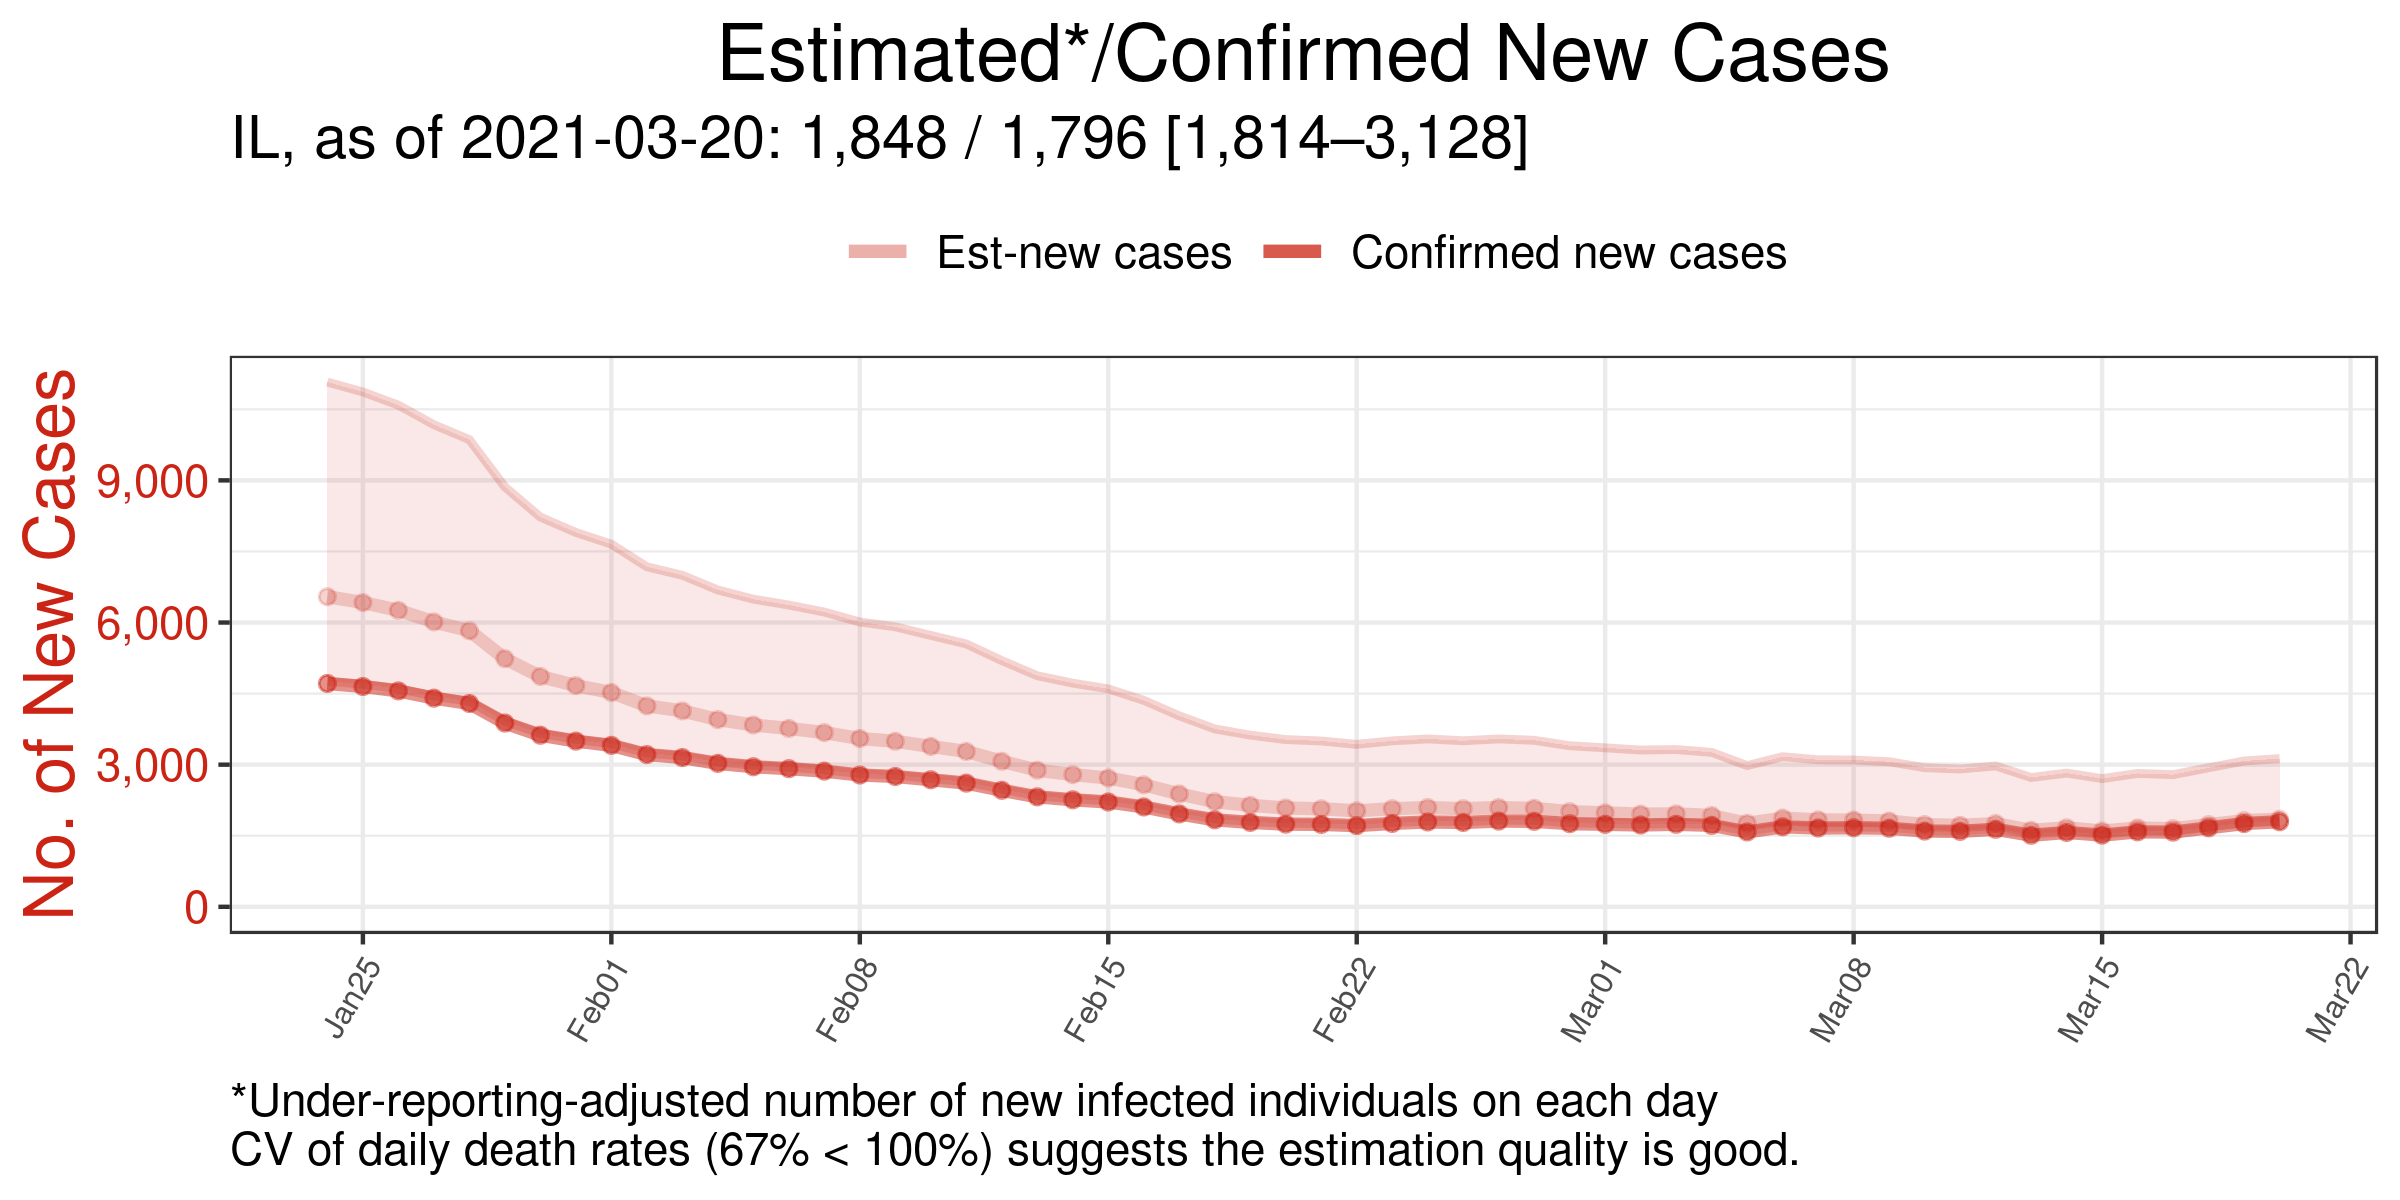 Estimated*/Confirmed New Cases
IL, as of 2021-03-20: 1,848 / 1,796 [1,814–3,128]
Est-new cases
Confirmed new cases
No. of New Cases
9,000
6,000
3,000
0
Jan25
Feb01
Feb08
Feb15
Feb22
Mar01
Mar08
Mar15
Mar22
*Under-reporting-adjusted number of new infected individuals on each day
CV of daily death rates (67% < 100%) suggests the estimation quality is good.